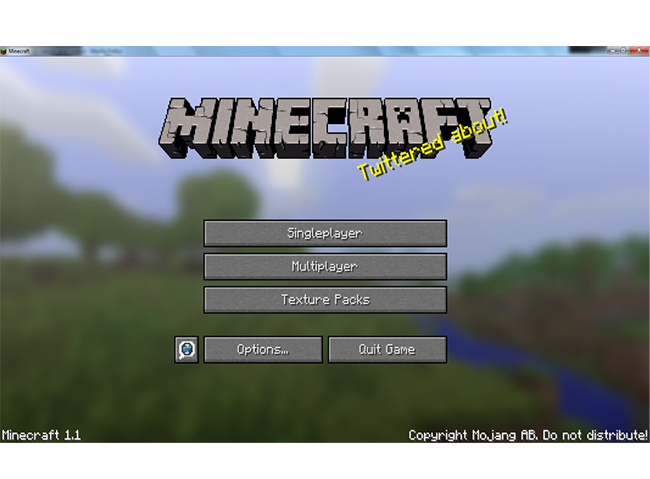 Minecraft
MINECRAFT
Twittered about!
Singleplayer
Multiplayer
Texture Packs
Options...
Quit Game
Minecraft 1.1
Copyright Mojang AB. Do not distribute!